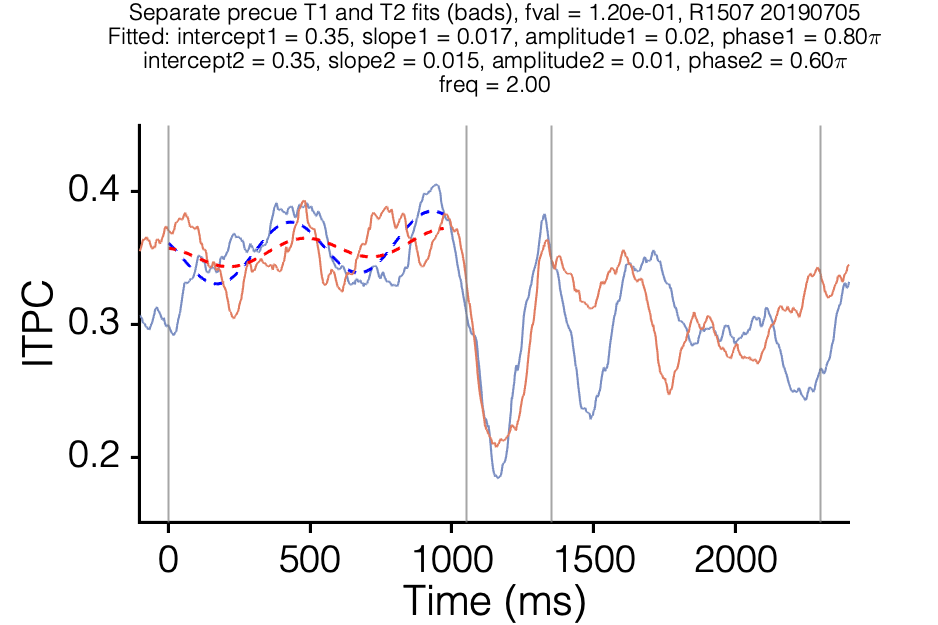 Separate precue T1 and T2 fits (bads), fval = 1.20e-01, R1507 20190705
Fitted: intercept1 = 0.35, slope1 = 0.017, amplitude1 = 0.02, phase1 = 0.80π
intercept2 = 0.35, slope2 = 0.015, amplitude2 = 0.01, phase2 = 0.60π
freq = 2.00
0.4
0.3
0.2
ITPC
0 500 1000 1500 2000
Time (ms)